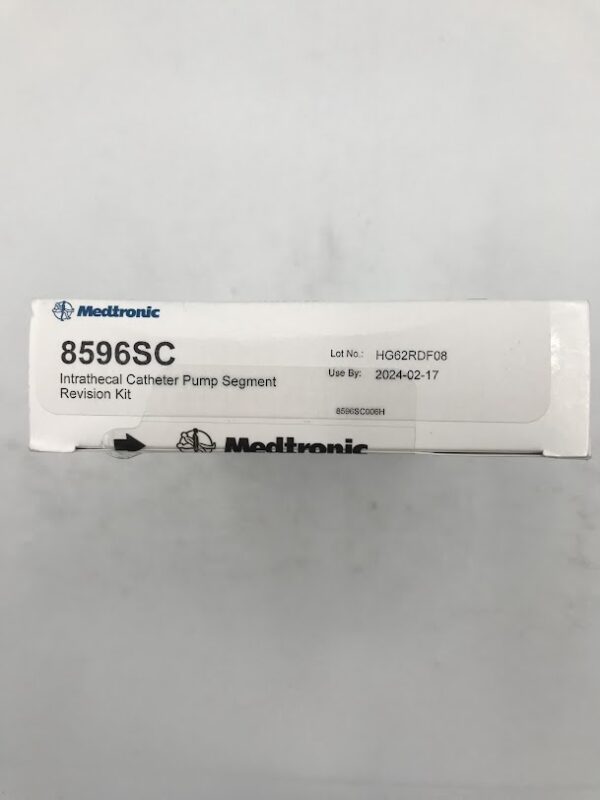 Medtronic
8596SC
Intrathecal Catheter Pump Segment
Revision Kit
Lot No.: HG62RDF08
Use By: 2024-02-17
8596SC006H
Medtronic